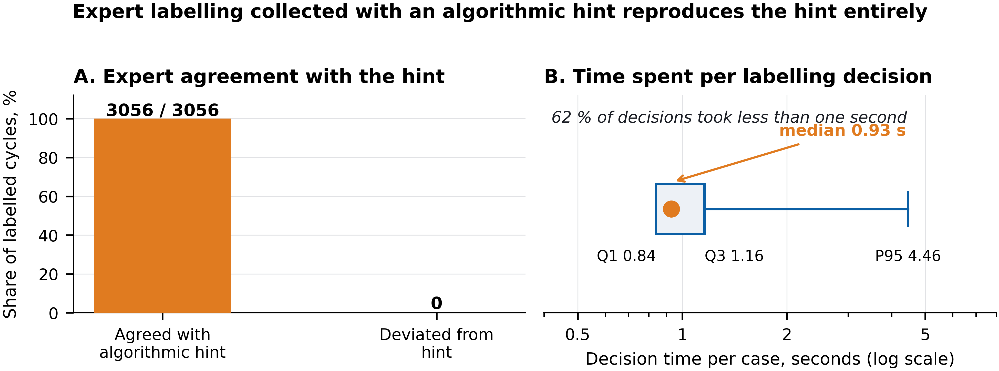 Expert labelling collected with an algorithmic hint reproduces the hint entirely
A. Expert agreement with the hint
Share of labelled cycles, %
100
80
60
40
20
0
3056 / 3056
0
Agreed with
algorithmic hint
Deviated from
hint
B. Time spent per labelling decision
62 % of decisions took less than one second
median 0.93 s
Q1 0.84
Q3 1.16
P95 4.46
0.5
1
2
5
Decision time per case, seconds (log scale)